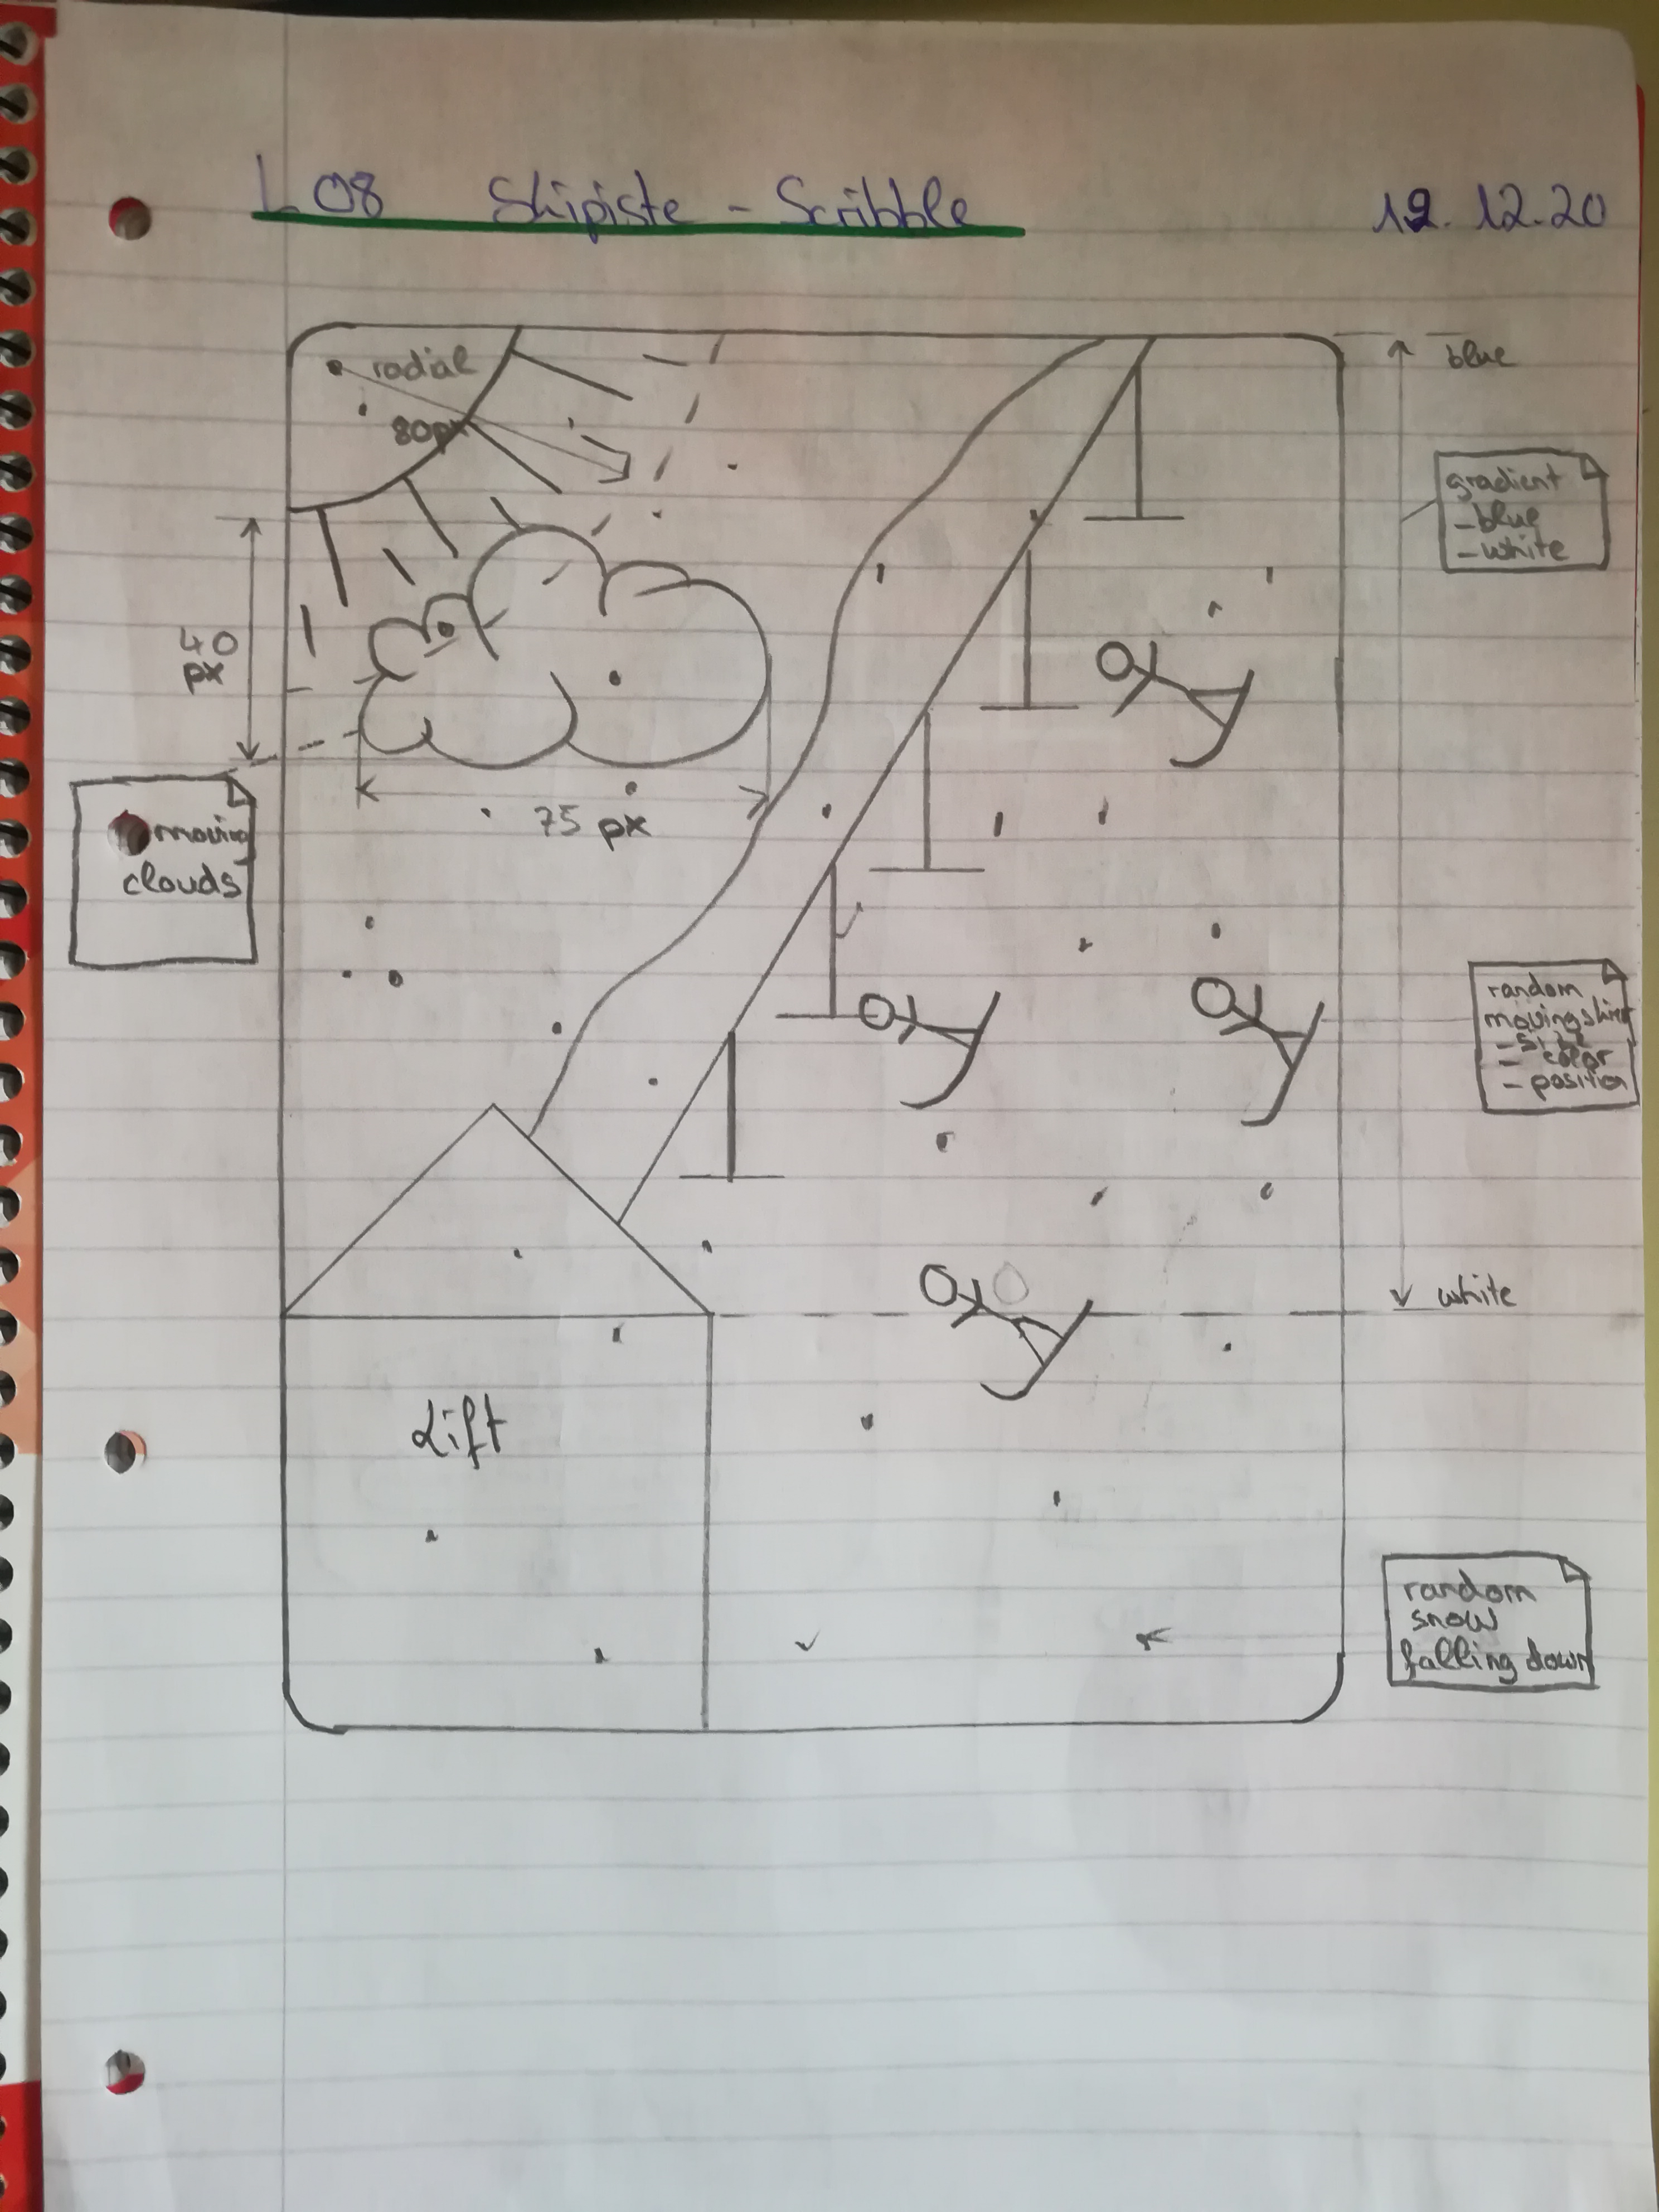 L08 Skipiste - Scribble 12.12.20
blue
radial
80px
gradient
- blue
- white
40
px
75 px
moving
clouds
random
moving
- size
- color
- position
white
Lift
random
snow
falling down